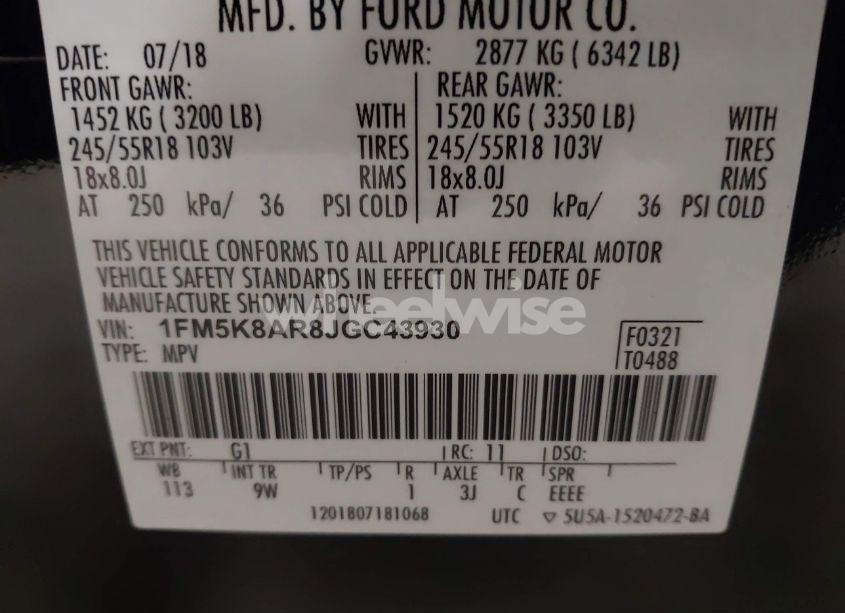 MFD. BY FORD MOTOR CO.
DATE: 07/18 GVWR: 2877 KG ( 6342 LB)
FRONT GAWR: REAR GAWR:
1452 KG ( 3200 LB) WITH 1520 KG ( 3350 LB) WITH
245/55R18 103V TIRES 245/55R18 103V TIRES
18x8.0J RIMS 18x8.0J RIMS
AT 250 kPa/ 36 PSI COLD AT 250 kPa/ 36 PSI COLD
THIS VEHICLE CONFORMS TO ALL APPLICABLE FEDERAL MOTOR
VEHICLE SAFETY STANDARDS IN EFFECT ON THE DATE OF
MANUFACTURE SHOWN ABOVE.
wheelwise
VIN: 1FM5K8AR8JGC43930 F0321
TYPE: MPV T0488
EXT PNT: G1 RC: 11 DSO:
WB INT TR TP/PS R AXLE TR SPR
113 9W 1 3J C EEEE
1201807181068 UTC ▽ 5U5A-1520472-BA